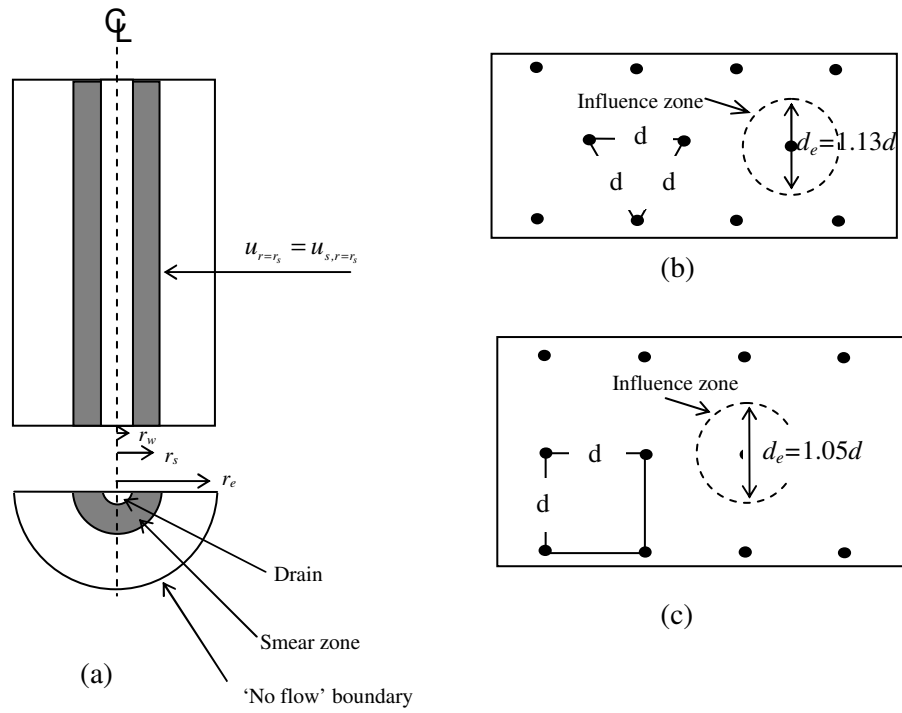 ℄
u_{r=r_s} = u_{s,r=r_s}
r_w
r_s
r_e
Drain
Smear zone
'No flow' boundary
(a)
Influence zone
d
d d
d_e=1.13d
(b)
Influence zone
d
d
d_e=1.05d
(c)